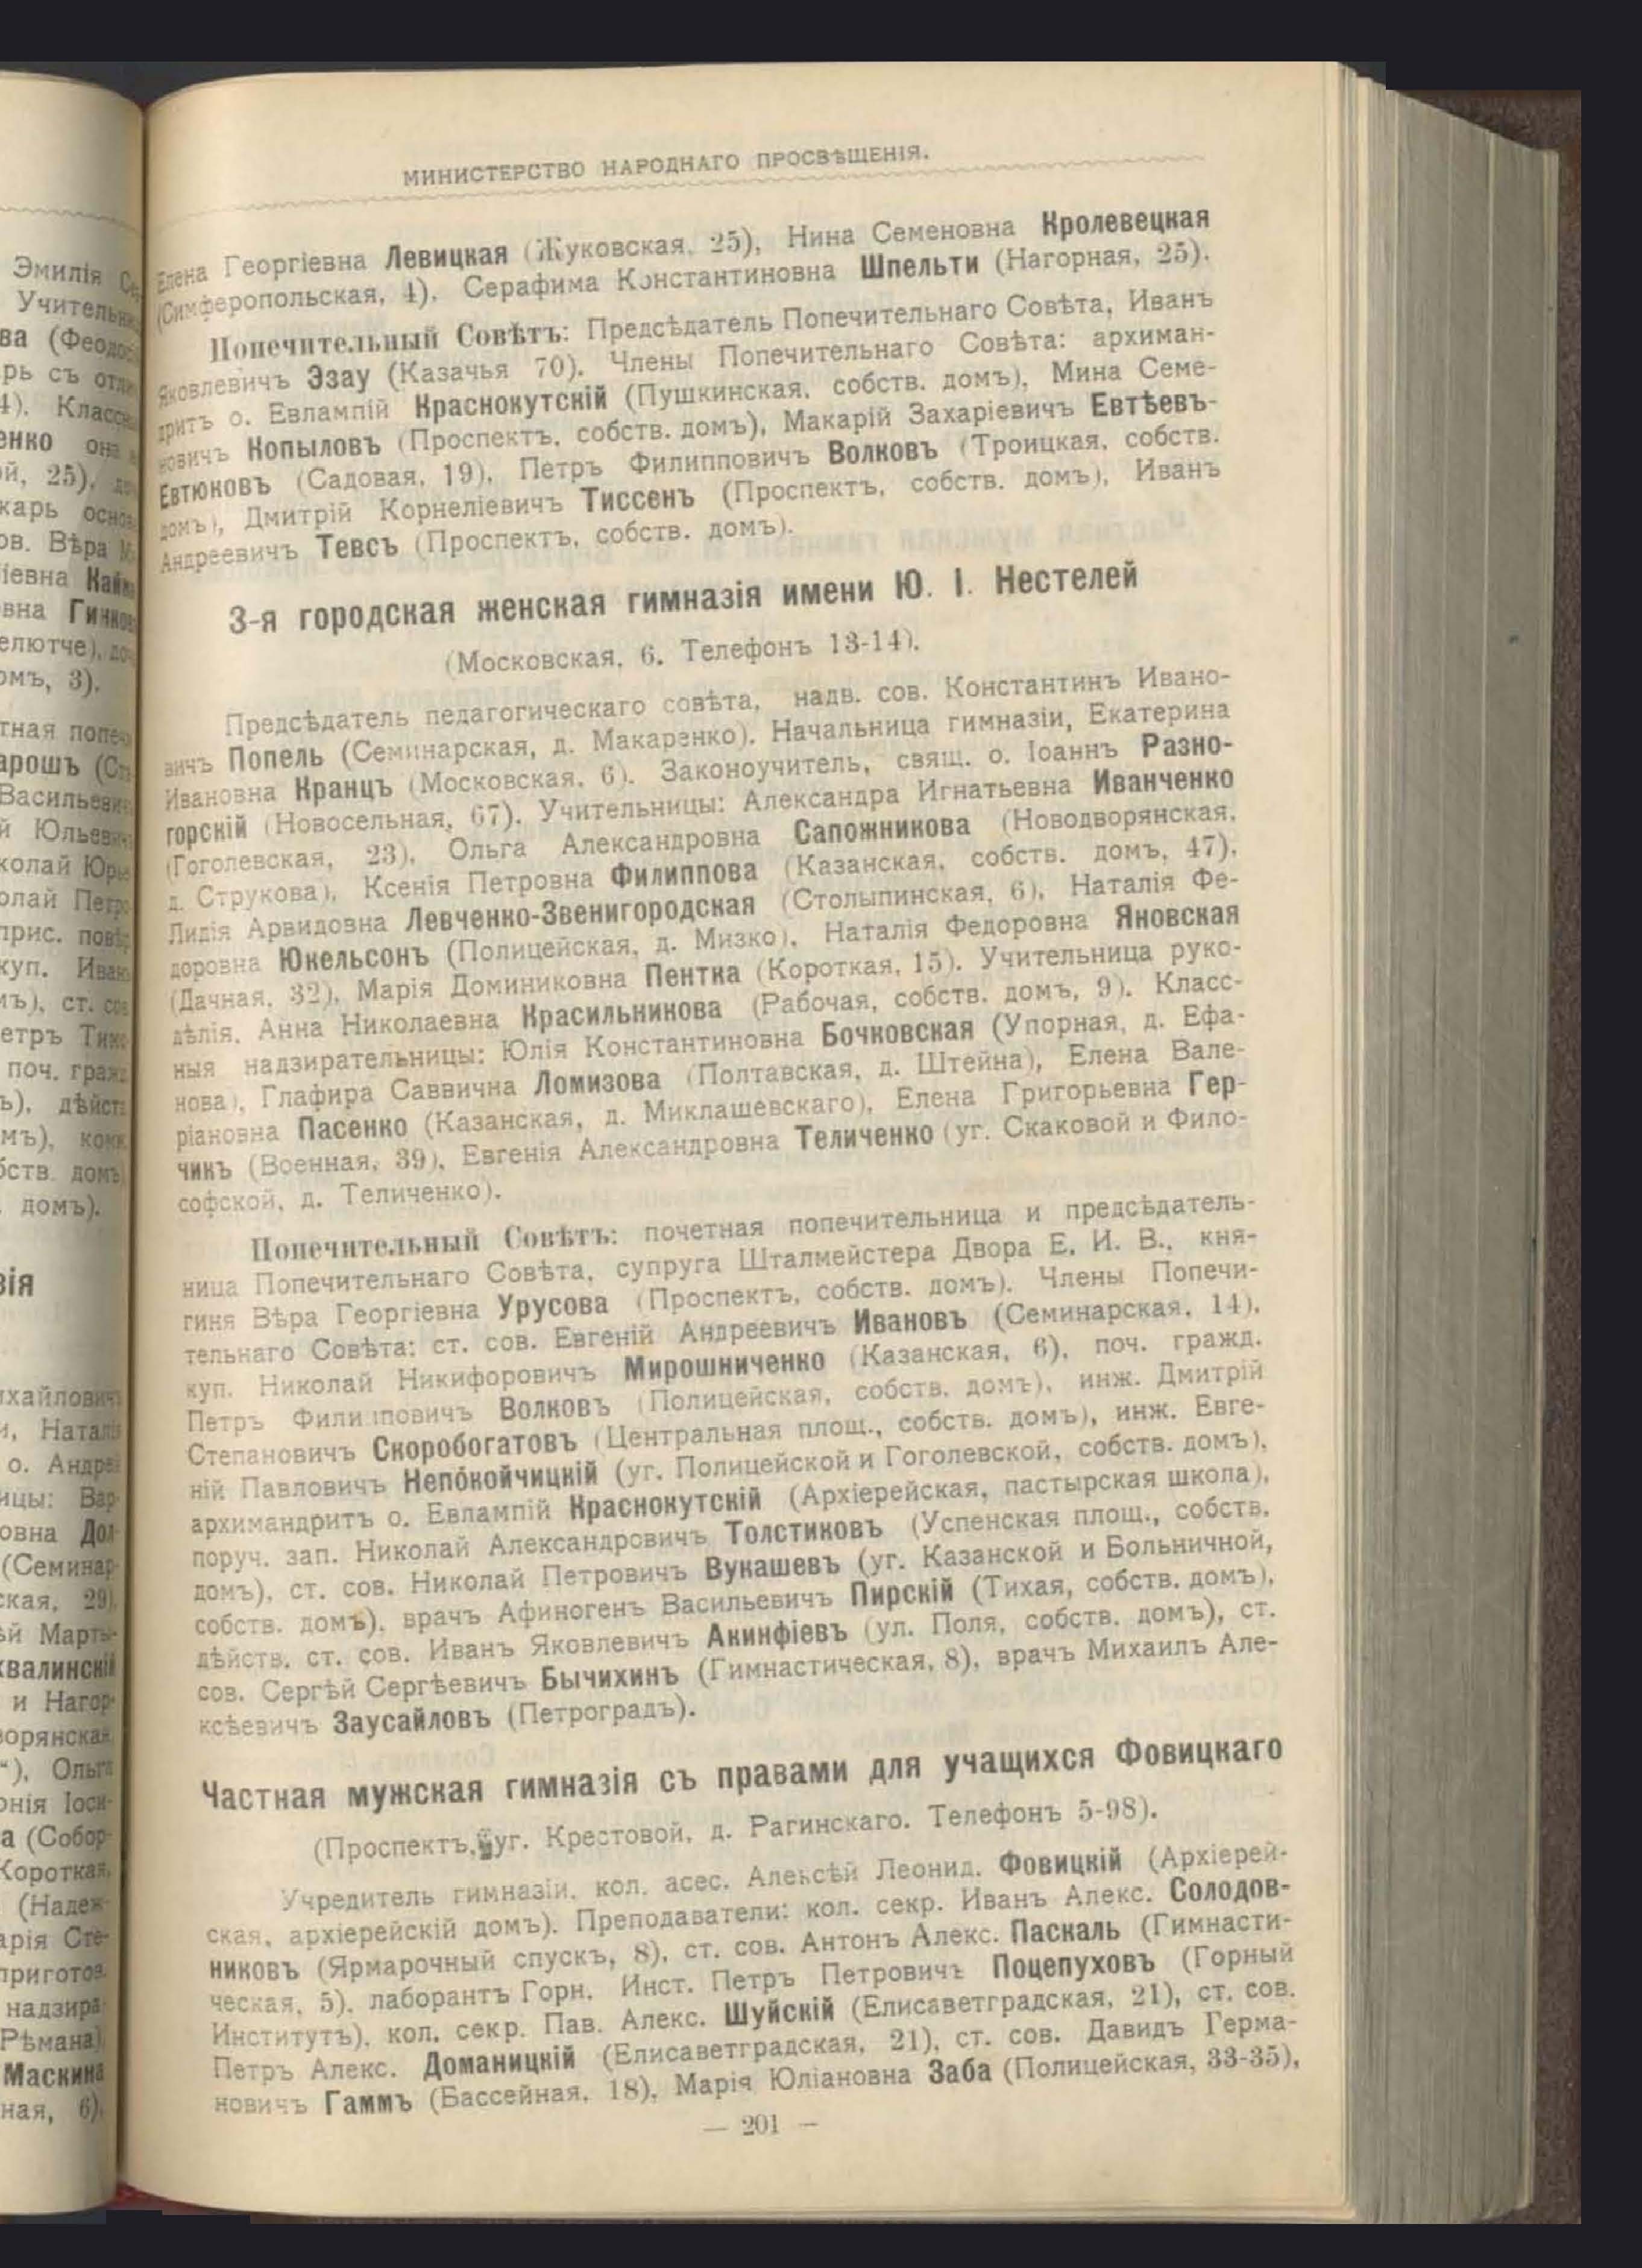 МИНИСТЕРСТВО НАРОДНАГО ПРОСВѢЩЕНІЯ.
Елена Георгіевна Левицкая (Жуковская, 25), Нина Семеновна Кролевецкая
(Симферопольская, 4), Серафима Константиновна Шпельти (Нагорная, 25).
Попечительный Совѣтъ: Предсѣдатель Попечительнаго Совѣта, Иванъ
Яковлевичъ Эзау (Казачья 70). Члены Попечительнаго Совѣта: архиман-
дритъ о. Евлампій Краснокутскій (Пушкинская, собств. домъ), Мина Семе-
новичъ Копыловъ (Проспектъ, собств. домъ), Макарій Захаріевичъ Евтѣевъ-
Евтюковъ (Садовая, 19), Петръ Филипповичъ Волковъ (Троицкая, собств.
домъ), Дмитрій Корнеліевичъ Тиссенъ (Проспектъ, собств. домъ), Иванъ
Андреевичъ Тевсъ (Проспектъ, собств. домъ).
3-я городская женская гимназія имени Ю. І. Нестелей
(Московская, 6. Телефонъ 13-14).
Предсѣдатель педагогическаго совѣта, надв. сов. Константинъ Ивано-
вичъ Попель (Семинарская, д. Макаренко). Начальница гимназіи, Екатерина
Ивановна Кранцъ (Московская, 6). Законоучитель, свящ. о. Іоаннъ Разно-
горскій (Новосельная, 67). Учительницы: Александра Игнатьевна Иванченко
(Гоголевская, 23), Ольга Александровна Сапожникова (Новодворянская,
д. Струкова), Ксенія Петровна Филиппова (Казанская, собств. домъ, 47),
Лидія Арвидовна Левченко-Звенигородская (Столыпинская, 6), Наталія Фе-
доровна Юкельсонъ (Полицейская, д. Мизко), Наталія Федоровна Яновская
(Дачная, 32), Марія Доминиковна Пентка (Короткая, 15). Учительница руко-
дѣлія, Анна Николаевна Красильникова (Рабочая, собств. домъ, 9). Класс-
ныя надзирательницы: Юлія Константиновна Бочковская (Упорная, д. Ефа-
нова), Глафира Саввична Ломизова (Полтавская, д. Штейна), Елена Вале-
ріановна Пасенко (Казанская, д. Миклашевскаго), Елена Григорьевна Гер-
чикъ (Военная, 39), Евгенія Александровна Теличенко (уг. Скаковой и Фило-
софской, д. Теличенко).
Попечительный Совѣтъ: почетная попечительница и предсѣдатель-
ница Попечительнаго Совѣта, супруга Шталмейстера Двора Е. И. В., кня-
гиня Вѣра Георгіевна Урусова (Проспектъ, собств. домъ). Члены Попечи-
тельнаго Совѣта: ст. сов. Евгеній Андреевичъ Ивановъ (Семинарская, 14),
куп. Николай Никифоровичъ Мирошниченко (Казанская, 6), поч. гражд.
Петръ Филипповичъ Волковъ (Полицейская, собств. домъ), инж. Дмитрій
Степановичъ Скоробогатовъ (Центральная площ., собств. домъ), инж. Евге-
ній Павловичъ Непокойчицкій (уг. Полицейской и Гоголевской, собств. домъ),
архимандритъ о. Евлампій Краснокутскій (Архіерейская, пастырская школа),
поруч. зап. Николай Александровичъ Толстиковъ (Успенская площ., собств.
домъ), ст. сов. Николай Петровичъ Вукашевъ (уг. Казанской и Больничной,
собств. домъ), врачъ Афиногенъ Васильевичъ Пирскій (Тихая, собств. домъ),
дѣйств. ст. сов. Иванъ Яковлевичъ Акинфіевъ (ул. Поля, собств. домъ), ст.
сов. Сергѣй Сергѣевичъ Бычихинъ (Гимнастическая, 8), врачъ Михаилъ Але-
ксѣевичъ Заусайловъ (Петроградъ).
Частная мужская гимназія съ правами для учащихся Фовицкаго
(Проспектъ, уг. Крестовой, д. Рагинскаго. Телефонъ 5-98).
Учредитель гимназіи, кол. асес. Алексѣй Леонид. Фовицкій (Архіерей-
ская, архіерейскій домъ). Преподаватели: кол. секр. Иванъ Алекс. Солодов-
никовъ (Ярмарочный спускъ, 8), ст. сов. Антонъ Алекс. Паскаль (Гимнасти-
ческая, 5), лаборантъ Горн. Инст. Петръ Петровичъ Поцепуховъ (Горный
Институтъ), кол. секр. Пав. Алекс. Шуйскій (Елисаветградская, 21), ст. сов.
Петръ Алекс. Доманицкій (Елисаветградская, 21), ст. сов. Давидъ Герма-
новичъ Гаммъ (Бассейная, 18), Марія Юліановна Заба (Полицейская, 33-35),
— 201 —